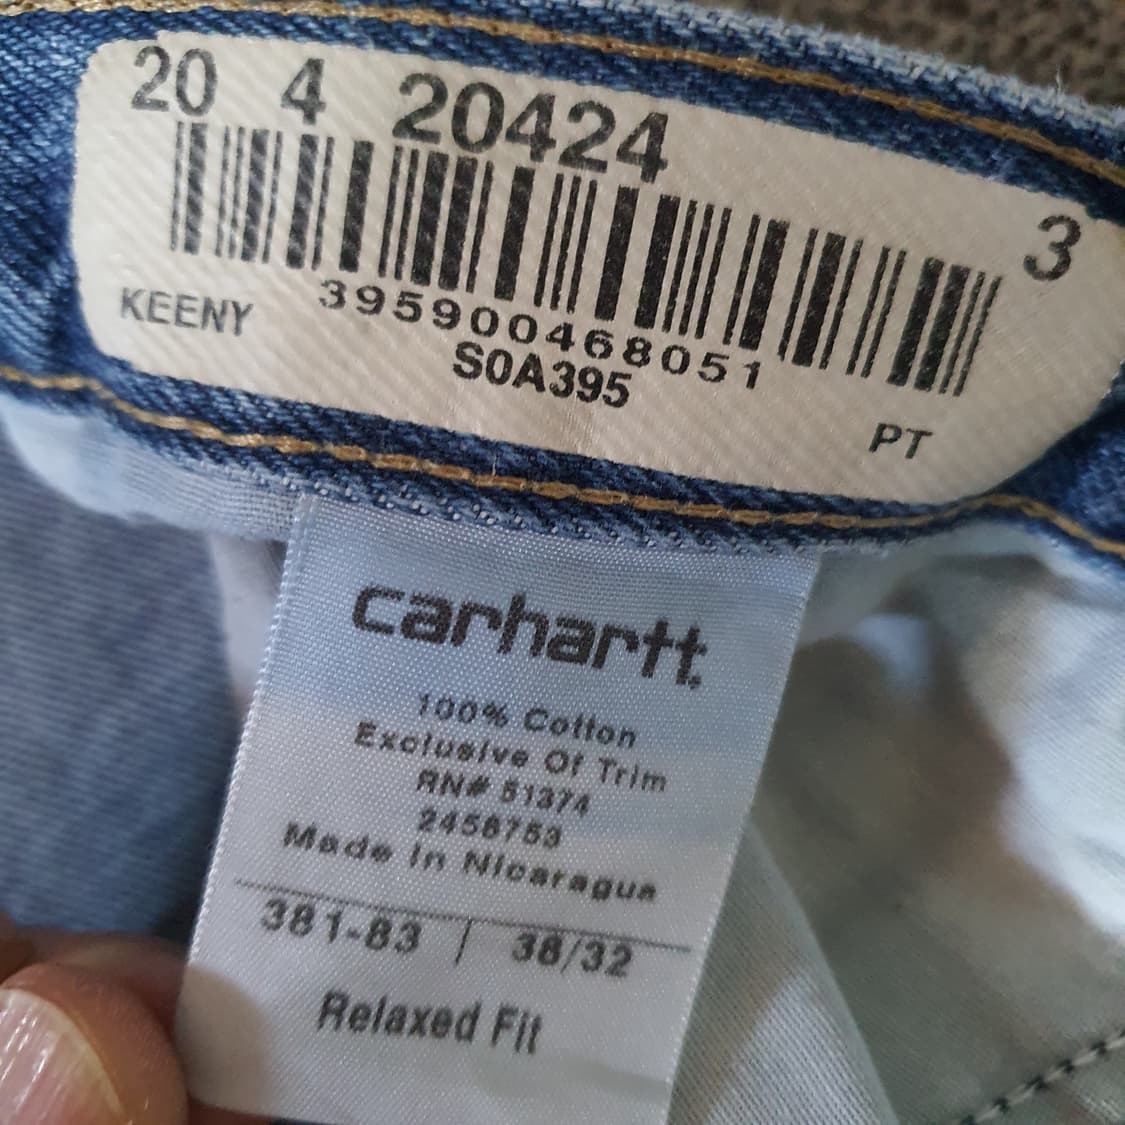 20 4 20424
3
395900468051
KEENY
S0A395
PT
carhartt
100% Cotton
Exclusive Of Trim
RN# 51374
2458753
Made In Nicaragua
381-83 | 38/32
Relaxed Fit